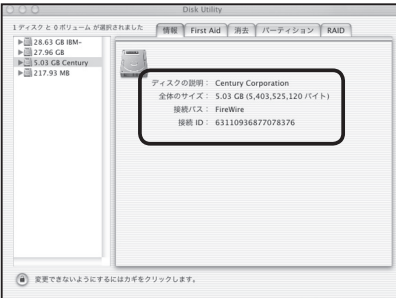 Disk Utility
1 ディスク と 0 ボリューム が選択されました
情報
First Aid
消去
パーティション
RAID
28.63 GB IBM-
27.96 GB
5.03 GB Century
217.93 MB
ディスクの説明： Century Corporation
全体のサイズ： 5.03 GB (5,403,525,120 バイト)
接続バス： FireWire
接続 ID： 63110936877078376
変更できないようにするにはカギをクリックします。